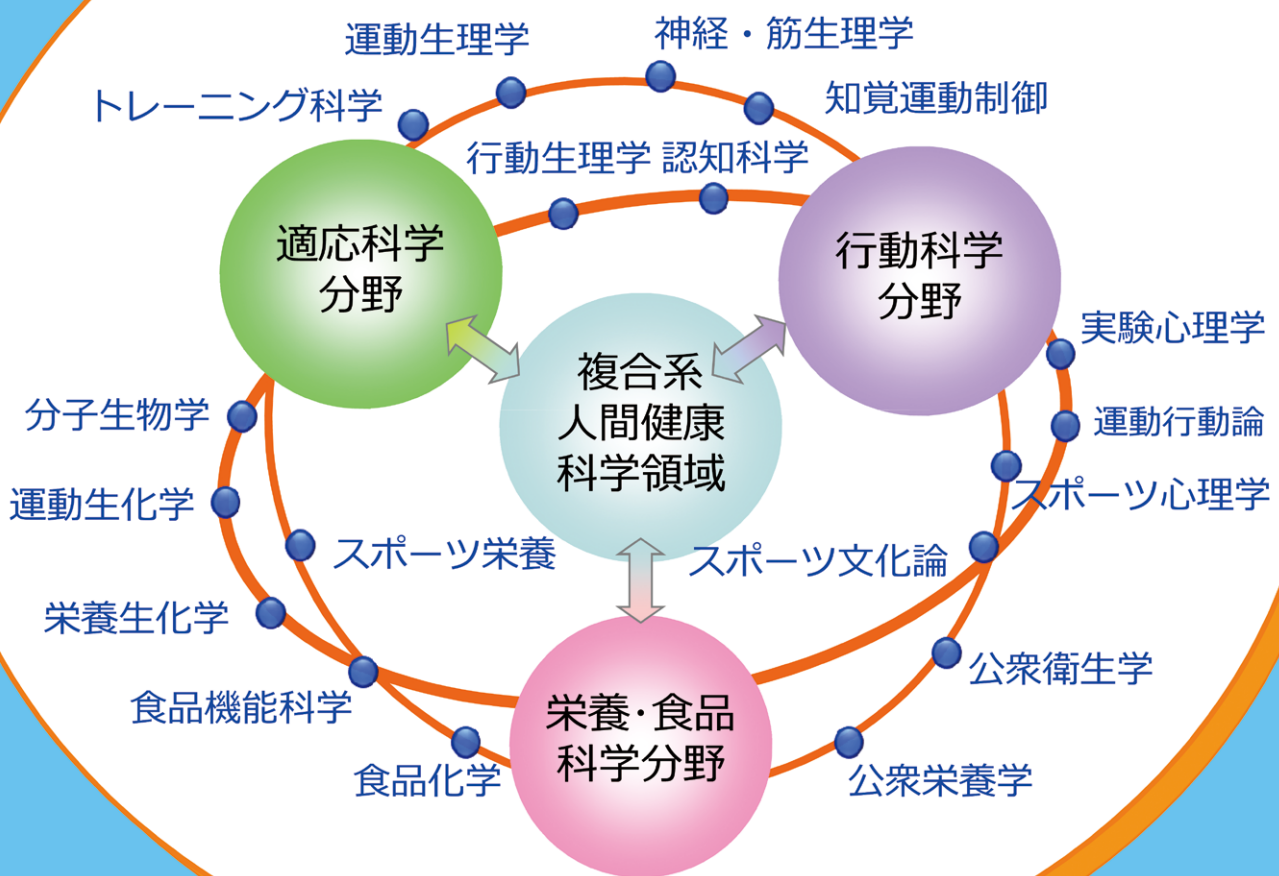 運動生理学
神経・筋生理学
トレーニング科学
知覚運動制御
行動生理学
認知科学
適応科学
分野
行動科学
分野
複合系
人間健康
科学領域
実験心理学
分子生物学
運動行動論
運動生化学
スポーツ心理学
スポーツ栄養
スポーツ文化論
栄養生化学
公衆衛生学
食品機能科学
栄養・食品
科学分野
食品化学
公衆栄養学